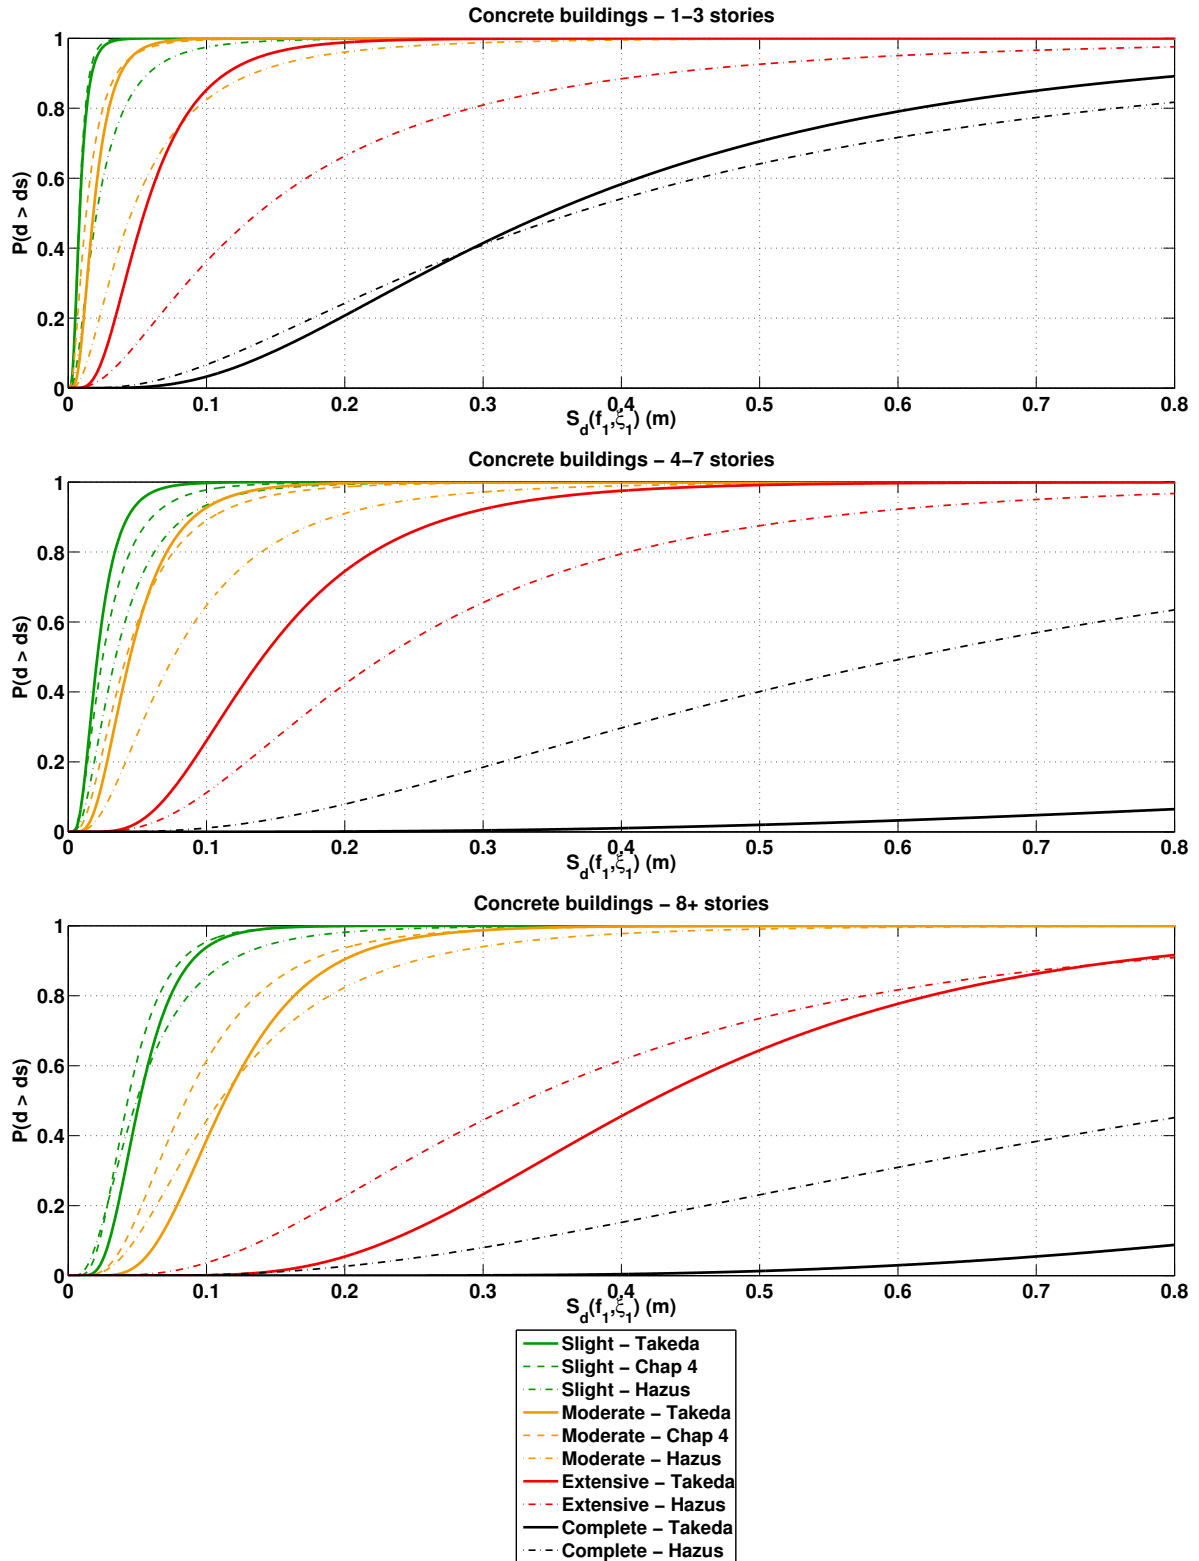 Concrete buildings − 1−3 stories
1
0.8
0.6
0.4
0.2
0
P(d > ds)
0 0.1 0.2 0.3 0.4 0.5 0.6 0.7 0.8
S_d(f_1,ξ_1) (m)
Concrete buildings − 4−7 stories
1
0.8
0.6
0.4
0.2
0
P(d > ds)
0 0.1 0.2 0.3 0.4 0.5 0.6 0.7 0.8
S_d(f_1,ξ_1) (m)
Concrete buildings − 8+ stories
1
0.8
0.6
0.4
0.2
0
P(d > ds)
0 0.1 0.2 0.3 0.4 0.5 0.6 0.7 0.8
S_d(f_1,ξ_1) (m)
Slight − Takeda
Slight − Chap 4
Slight − Hazus
Moderate − Takeda
Moderate − Chap 4
Moderate − Hazus
Extensive − Takeda
Extensive − Hazus
Complete − Takeda
Complete − Hazus